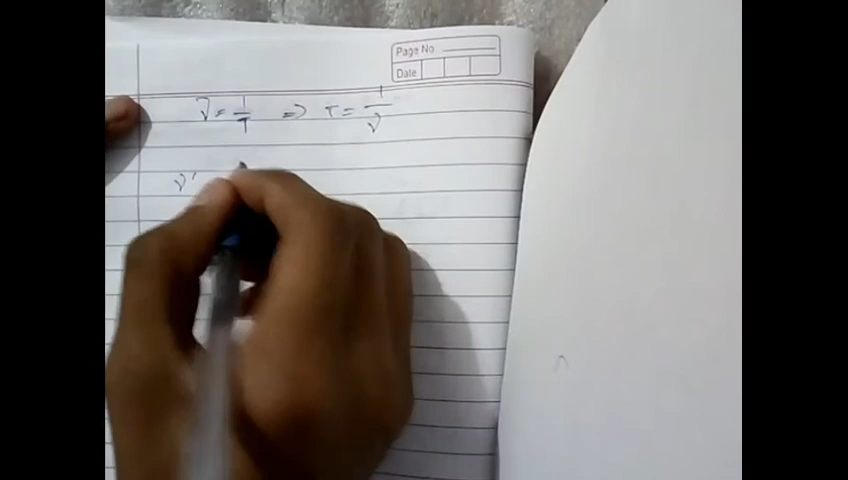 Page No
Date
ν = 1/T ⇒ T = 1/ν
ν'